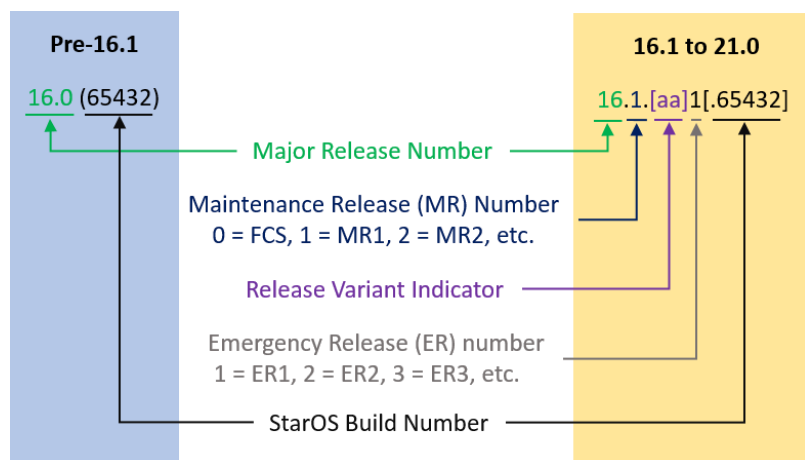 Pre-16.1
16.1 to 21.0
16.0 (65432)
16.1.[aa]1[.65432]
Major Release Number
Maintenance Release (MR) Number
0 = FCS, 1 = MR1, 2 = MR2, etc.
Release Variant Indicator
Emergency Release (ER) number
1 = ER1, 2 = ER2, 3 = ER3, etc.
StarOS Build Number